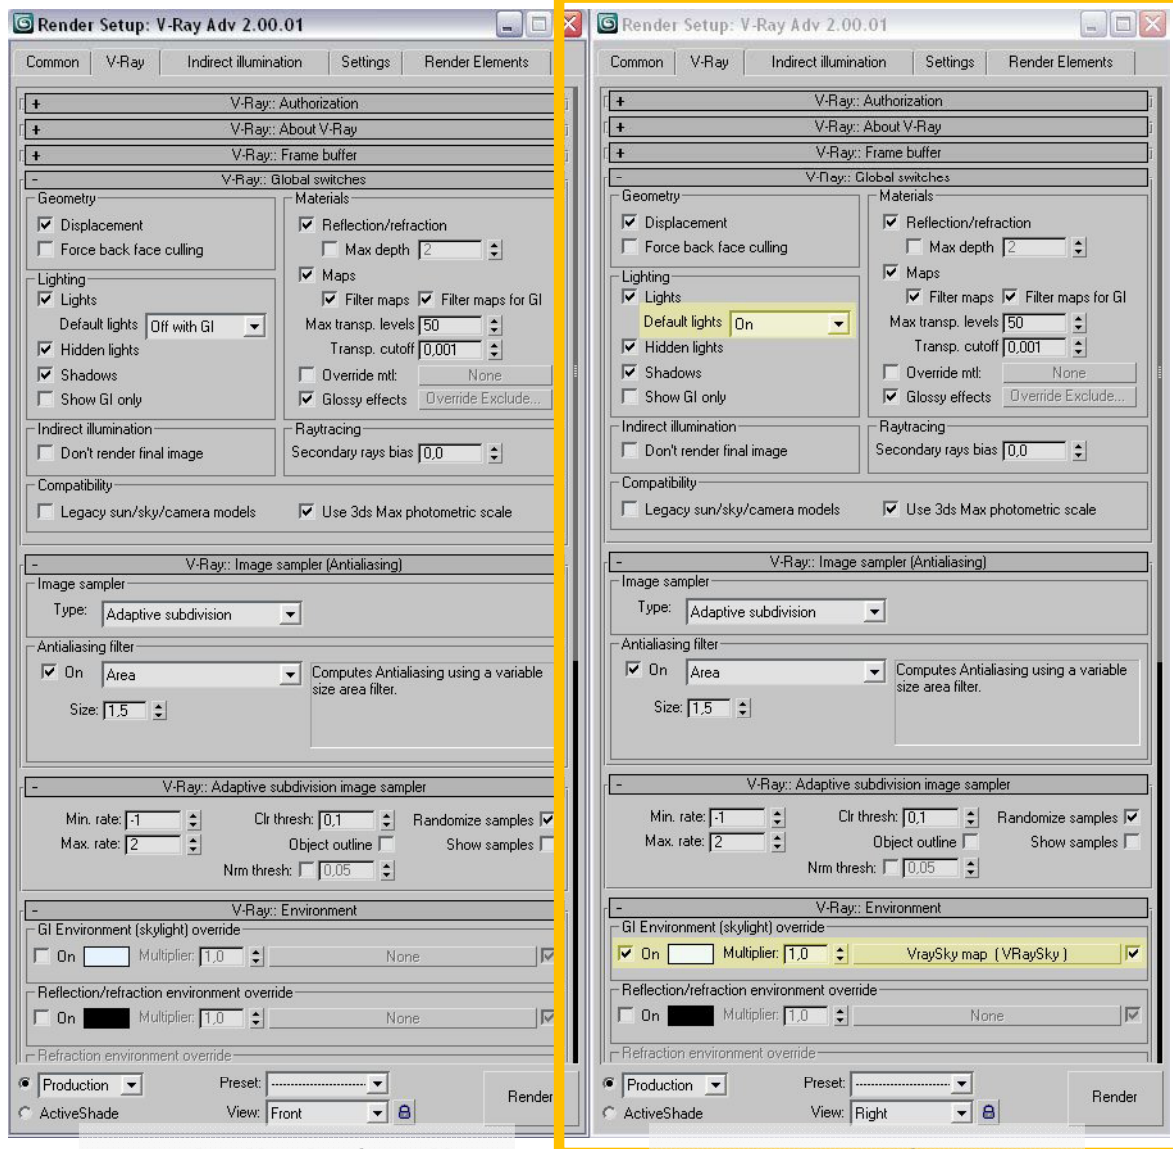 Render Setup: V-Ray Adv 2.00.01
Common V-Ray Indirect illumination Settings Render Elements
+ V-Ray:: Authorization
+ V-Ray:: About V-Ray
+ V-Ray:: Frame buffer
- V-Ray:: Global switches
Geometry
Displacement
Force back face culling
Lighting
Lights
Default lights Off with GI
Hidden lights
Shadows
Show GI only
Materials
Reflection/refraction
Max depth 2
Maps
Filter maps Filter maps for GI
Max transp. levels 50
Transp. cutoff 0,001
Override mtl: None
Glossy effects Override Exclude...
Indirect illumination
Don't render final image
Raytracing
Secondary rays bias 0,0
Compatibility
Legacy sun/sky/camera models Use 3ds Max photometric scale
- V-Ray:: Image sampler (Antialiasing)
Image sampler
Type: Adaptive subdivision
Antialiasing filter
On Area
Size: 1,5
Computes Antialiasing using a variable
size area filter.
- V-Ray:: Adaptive subdivision image sampler
Min. rate: -1 Clr thresh: 0,1 Randomize samples
Max. rate: 2 Object outline Show samples
Nrm thresh: 0,05
- V-Ray:: Environment
GI Environment (skylight) override
On Multiplier: 1,0 None
Reflection/refraction environment override
On Multiplier: 1,0 None
Refraction environment override
Production Preset: -------------------------
ActiveShade View: Front
Render
Render Setup: V-Ray Adv 2.00.01
Common V-Ray Indirect illumination Settings Render Elements
+ V-Ray:: Authorization
+ V-Ray:: About V-Ray
+ V-Ray:: Frame buffer
- V-Ray:: Global switches
Geometry
Displacement
Force back face culling
Lighting
Lights
Default lights On
Hidden lights
Shadows
Show GI only
Materials
Reflection/refraction
Max depth 2
Maps
Filter maps Filter maps for GI
Max transp. levels 50
Transp. cutoff 0,001
Override mtl: None
Glossy effects Override Exclude...
Indirect illumination
Don't render final image
Raytracing
Secondary rays bias 0,0
Compatibility
Legacy sun/sky/camera models Use 3ds Max photometric scale
- V-Ray:: Image sampler (Antialiasing)
Image sampler
Type: Adaptive subdivision
Antialiasing filter
On Area
Size: 1,5
Computes Antialiasing using a variable
size area filter.
- V-Ray:: Adaptive subdivision image sampler
Min. rate: -1 Clr thresh: 0,1 Randomize samples
Max. rate: 2 Object outline Show samples
Nrm thresh: 0,05
- V-Ray:: Environment
GI Environment (skylight) override
On Multiplier: 1,0 VraySky map ( VRaySky )
Reflection/refraction environment override
On Multiplier: 1,0 None
Refraction environment override
Production Preset: -------------------------
ActiveShade View: Right
Render